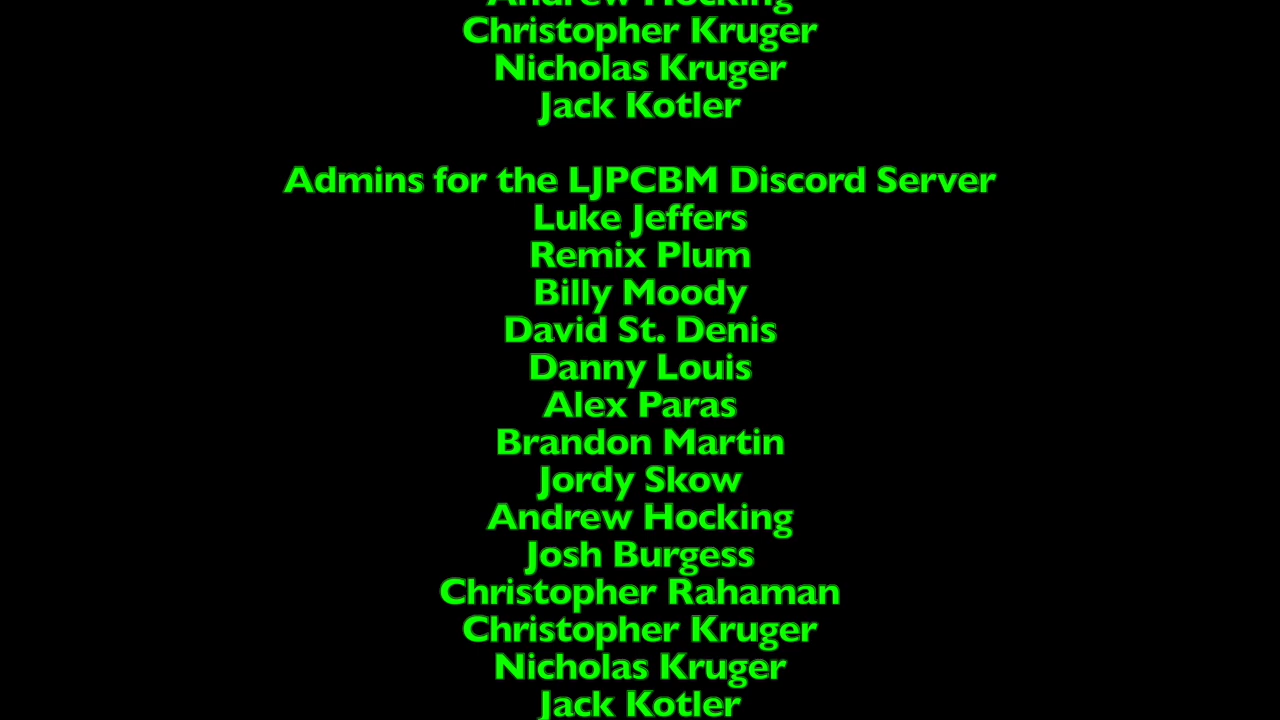 Andrew Hocking
Christopher Kruger
Nicholas Kruger
Jack Kotler
Admins for the LJPCBM Discord Server
Luke Jeffers
Remix Plum
Billy Moody
David St. Denis
Danny Louis
Alex Paras
Brandon Martin
Jordy Skow
Andrew Hocking
Josh Burgess
Christopher Rahaman
Christopher Kruger
Nicholas Kruger
Jack Kotler